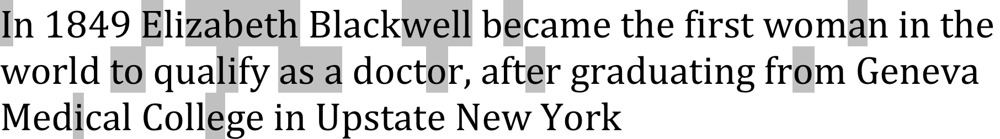 In 1849 Elizabeth Blackwell became the first woman in the
world to qualify as a doctor, after graduating from Geneva
Medical College in Upstate New York